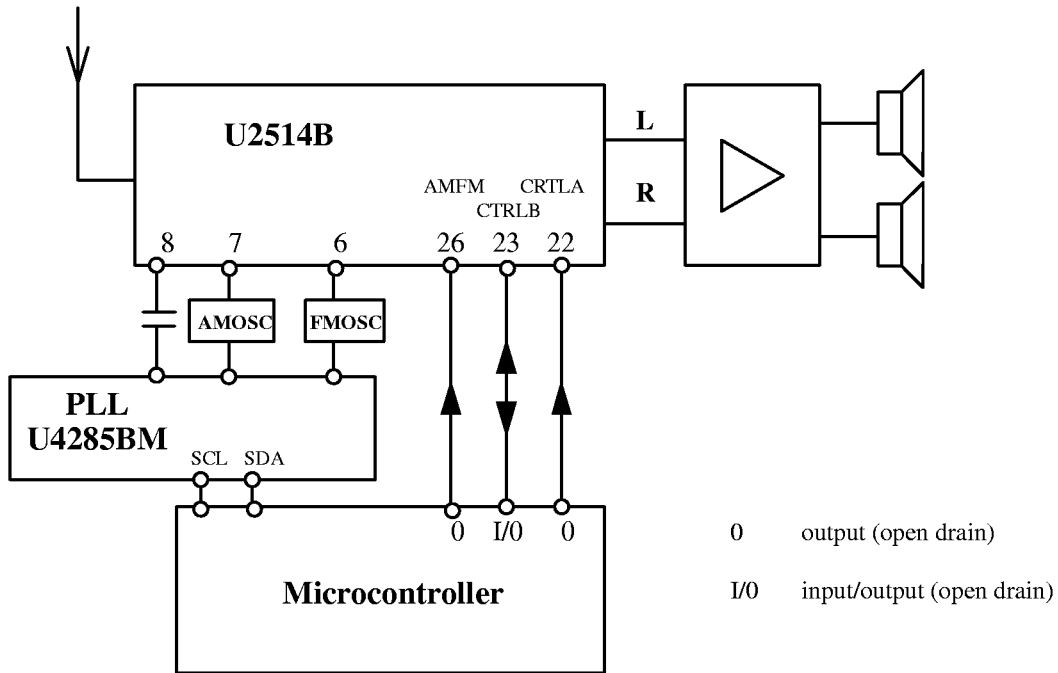 U2514B
L
R
AMFM CRTLA
CTRLB
8 7 6 26 23 22
AMOSC FMOSC
PLL
U4285BM
SCL SDA
0 I/0 0
Microcontroller
0 output (open drain)
I/0 input/output (open drain)